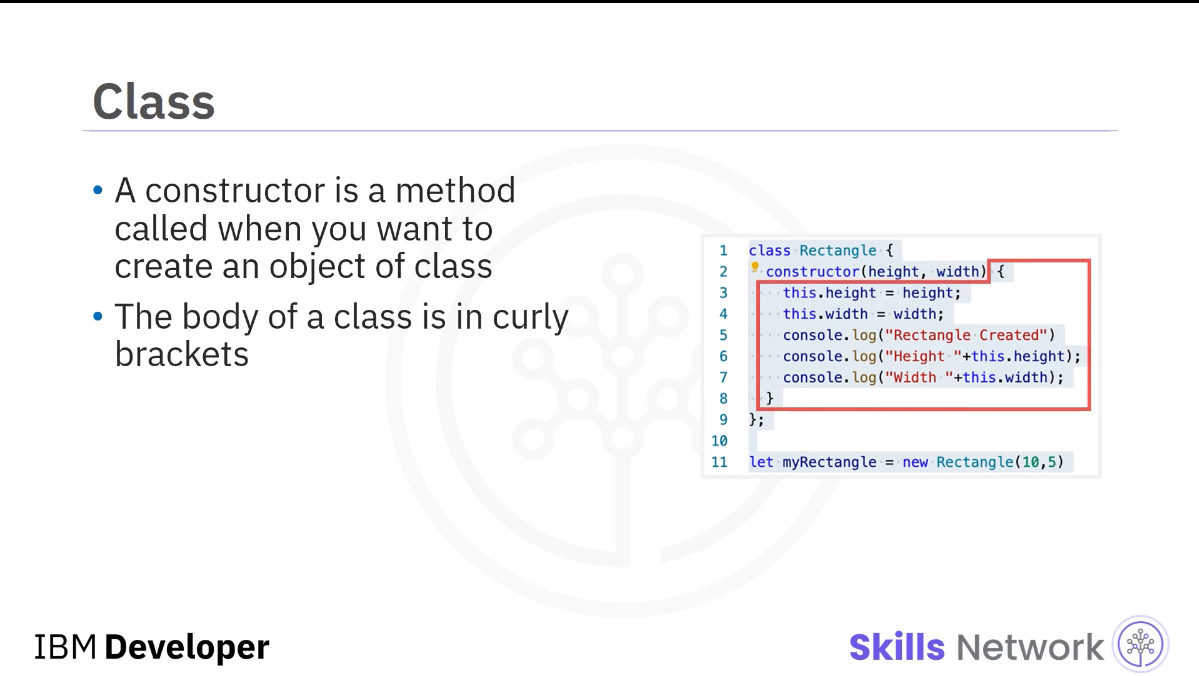 Class
• A constructor is a method
called when you want to
create an object of class
• The body of a class is in curly
brackets
1 class Rectangle {
2 constructor(height, width) {
3 this.height = height;
4 this.width = width;
5 console.log("Rectangle Created")
6 console.log("Height "+this.height);
7 console.log("Width "+this.width);
8 }
9 };
10
11 let myRectangle = new Rectangle(10,5)
IBM Developer
Skills Network